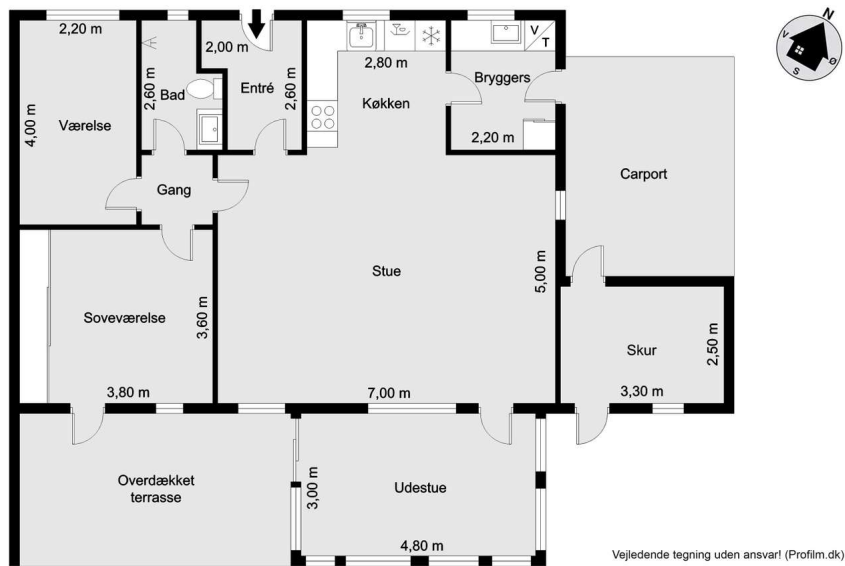 2,20 m
4,00 m
Værelse
2,60 m
Bad
2,00 m
Entré
2,60 m
2,80 m
Køkken
V
T
Bryggers
2,20 m
N
V
Ø
S
Carport
Gang
Stue
5,00 m
Soveværelse
3,60 m
3,80 m
7,00 m
Skur
2,50 m
3,30 m
Overdækket
terrasse
3,00 m
Udestue
4,80 m
Vejledende tegning uden ansvar! (Profilm.dk)